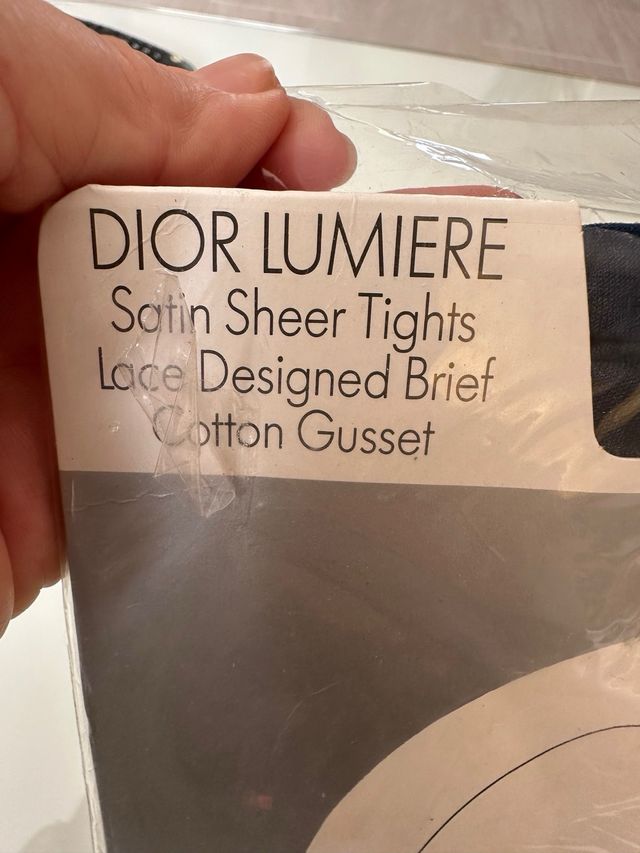 DIOR LUMIERE
Satin Sheer Tights
Lace Designed Brief
Cotton Gusset